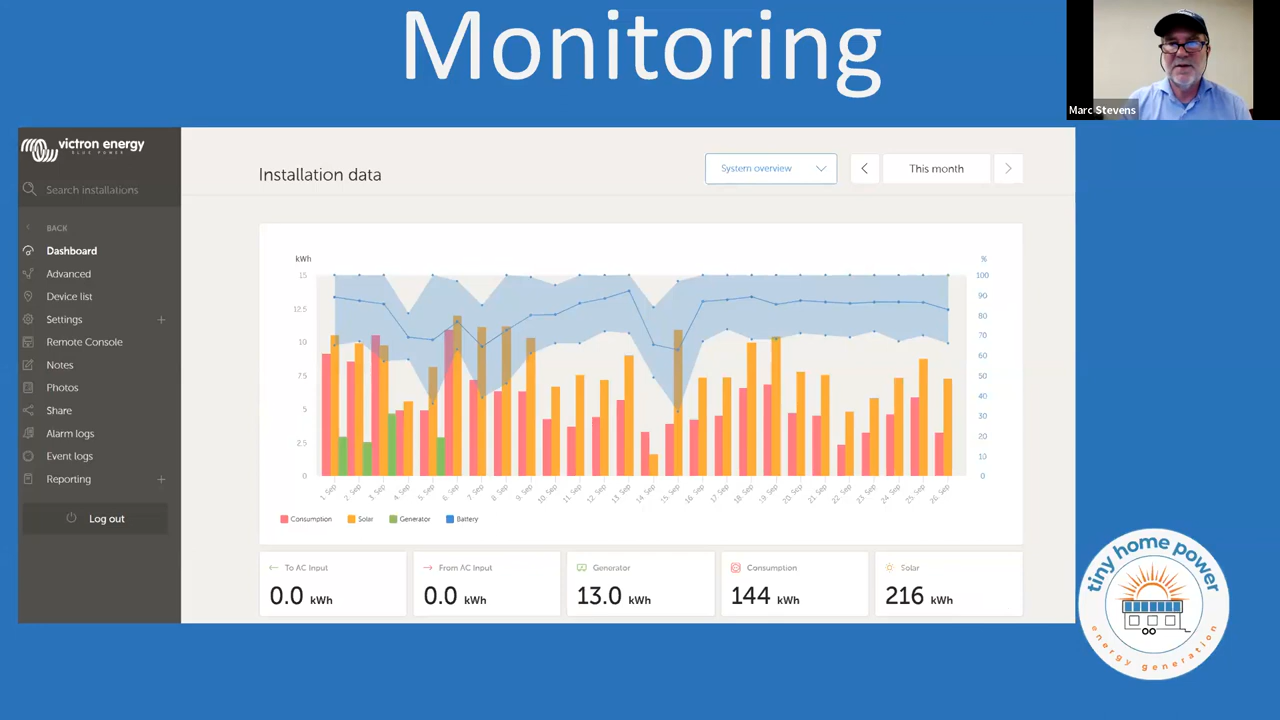 Monitoring
Marc Stevens
victron energy
BLUE POWER
Search installations
BACK
Dashboard
Advanced
Device list
Settings
Remote Console
Notes
Photos
Share
Alarm logs
Event logs
Reporting
Log out
Installation data
System overview
This month
kWh
%
15
12.5
10
7.5
5
2.5
0
100
90
80
70
60
50
40
30
20
10
0
1. Sep
2. Sep
3. Sep
4. Sep
5. Sep
6. Sep
7. Sep
8. Sep
9. Sep
10. Sep
11. Sep
12. Sep
13. Sep
14. Sep
15. Sep
16. Sep
17. Sep
18. Sep
19. Sep
20. Sep
21. Sep
22. Sep
23. Sep
24. Sep
25. Sep
26. Sep
Consumption Solar Generator Battery
To AC Input
0.0 kWh
From AC Input
0.0 kWh
Generator
13.0 kWh
Consumption
144 kWh
Solar
216 kWh
tiny home power
energy generation